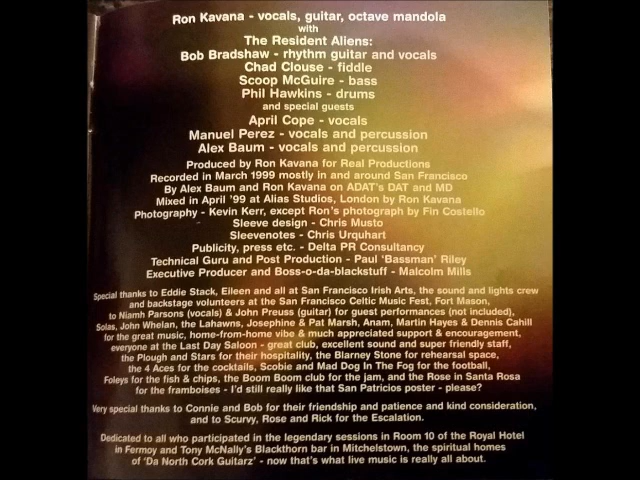 Ron Kavana - vocals, guitar, octave mandola
with
The Resident Aliens:
Bob Bradshaw - rhythm guitar and vocals
Chad Clouse - fiddle
Scoop McGuire - bass
Phil Hawkins - drums
and special guests
April Cope - vocals
Manuel Perez - vocals and percussion
Alex Baum - vocals and percussion
Produced by Ron Kavana for Real Productions
Recorded in March 1999 mostly in and around San Francisco
By Alex Baum and Ron Kavana on ADAT's DAT and MD
Mixed in April '99 at Alias Studios, London by Ron Kavana
Photography - Kevin Kerr, except Ron's photograph by Fin Costello
Sleeve design - Chris Musto
Sleevenotes - Chris Urquhart
Publicity, press etc. - Delta PR Consultancy
Technical Guru and Post Production - Paul 'Bassman' Riley
Executive Producer and Boss-o-da-blackstuff - Malcolm Mills
Special thanks to Eddie Stack, Eileen and all at San Francisco Irish Arts, the sound and lights crew
and backstage volunteers at the San Francisco Celtic Music Fest, Fort Mason,
to Niamh Parsons (vocals) & John Preuss (guitar) for guest performances (not included),
Solas, John Whelan, the Lahawns, Josephine & Pat Marsh, Anam, Martin Hayes & Dennis Cahill
for the great music, home-from-home vibe & much appreciated support & encouragement,
everyone at the Last Day Saloon - great club, excellent sound and super friendly staff,
the Plough and Stars for their hospitality, the Blarney Stone for rehearsal space,
the 4 Aces for the cocktails, Scobie and Mad Dog In The Fog for the football,
Foleys for the fish & chips, the Boom Boom club for the jam, and the Rose in Santa Rosa
for the framboises - I'd still really like that San Patricios poster - please?
Very special thanks to Connie and Bob for their friendship and patience and kind consideration,
and to Scurvy, Rose and Rick for the Escalation.
Dedicated to all who participated in the legendary sessions in Room 10 of the Royal Hotel
in Fermoy and Tony McNally's Blackthorn bar in Mitchelstown, the spiritual homes
of 'Da North Cork Guitarz' - now that's what live music is really all about.